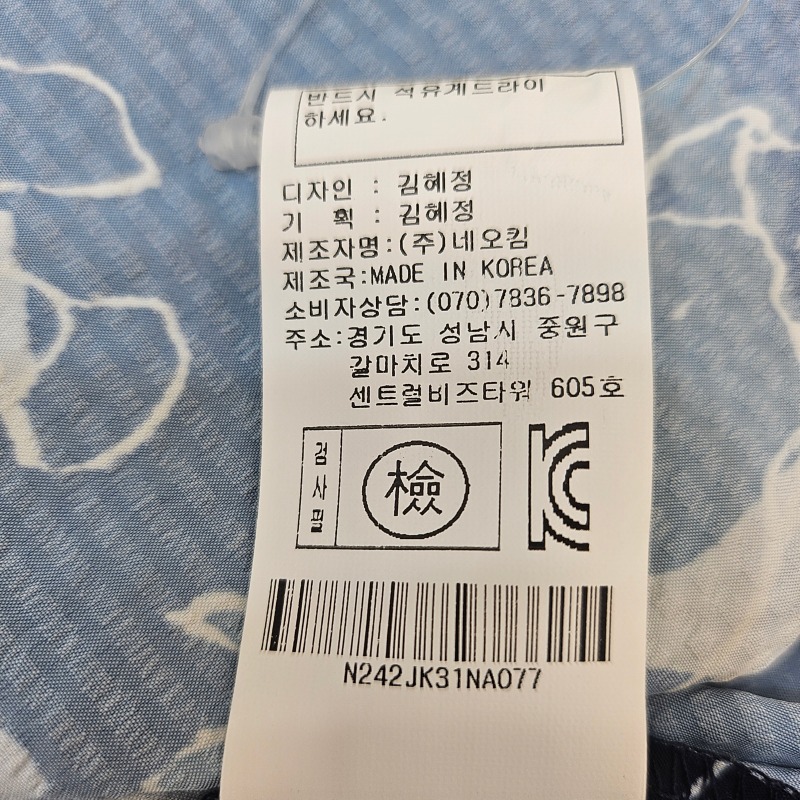 반드시 석유계드라이
하세요.
디자인 : 김혜정
기 획 : 김혜정
제조자명:(주)네오킴
제조국:MADE IN KOREA
소비자상담:(070)7836-7898
주소:경기도 성남시 중원구
갈마치로 314
센트럴비즈타워 605호
검사필
檢
KC
N242JK31NA077